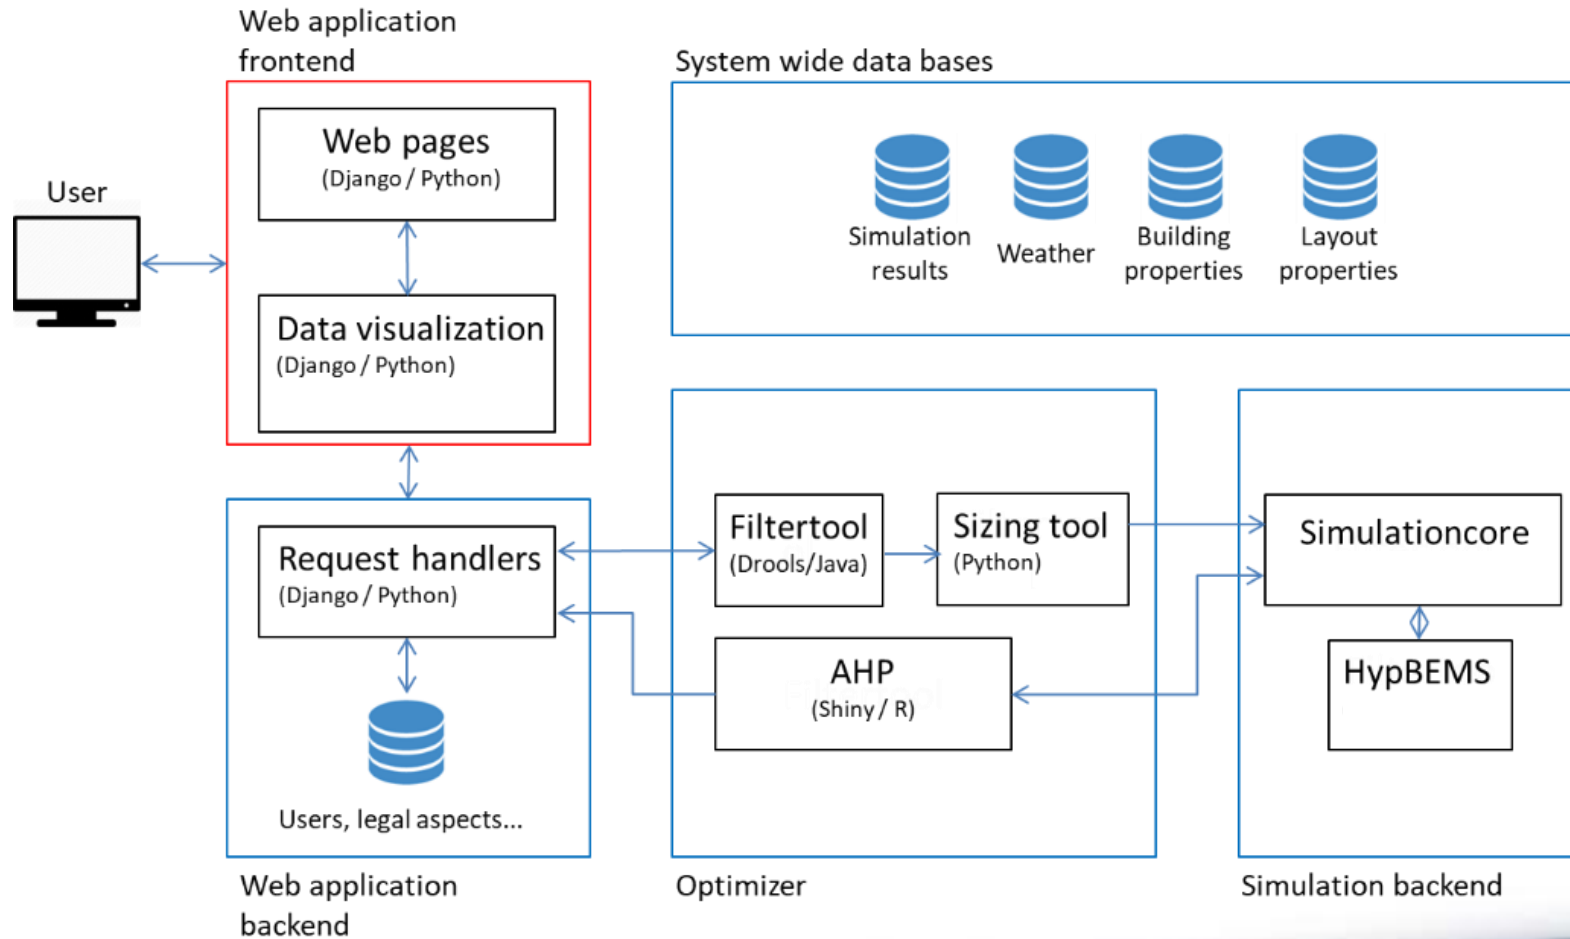 Web application
frontend
System wide data bases
Web pages
(Django / Python)
User
Data visualization
(Django / Python)
Simulation
results
Weather
Building
properties
Layout
properties
Request handlers
(Django / Python)
Users, legal aspects...
Filtertool
(Drools/Java)
Sizing tool
(Python)
AHP
Filtertool
(Shiny / R)
Simulationcore
HypBEMS
Web application
backend
Optimizer
Simulation backend